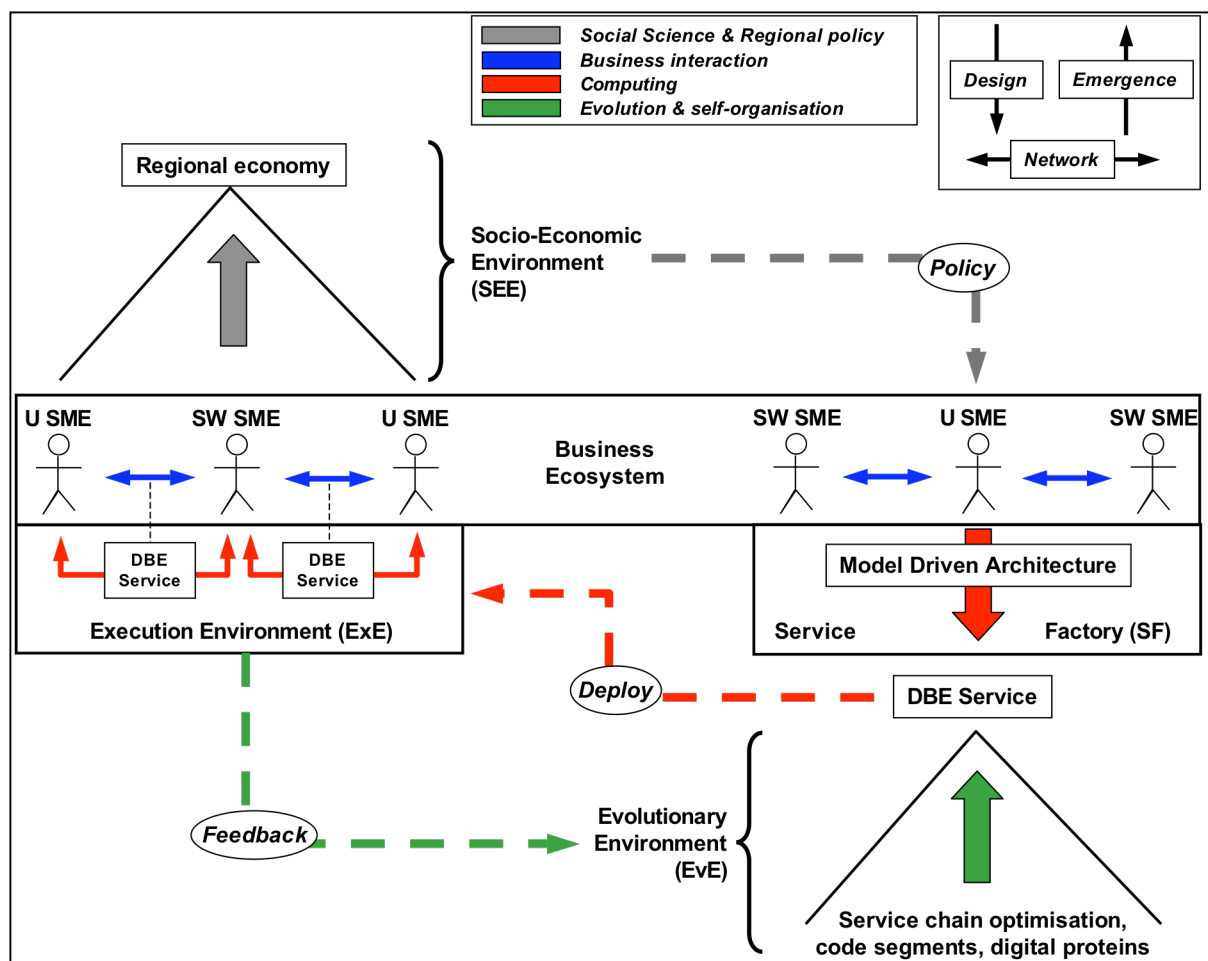 Social Science & Regional policy
Business interaction
Computing
Evolution & self-organisation
Design
Emergence
Network
Regional economy
Socio-Economic
Environment
(SEE)
Policy
U SME
SW SME
U SME
Business
Ecosystem
SW SME
U SME
SW SME
DBE
Service
DBE
Service
Execution Environment (ExE)
Model Driven Architecture
Service
Factory (SF)
Deploy
DBE Service
Feedback
Evolutionary
Environment
(EvE)
Service chain optimisation,
code segments, digital proteins